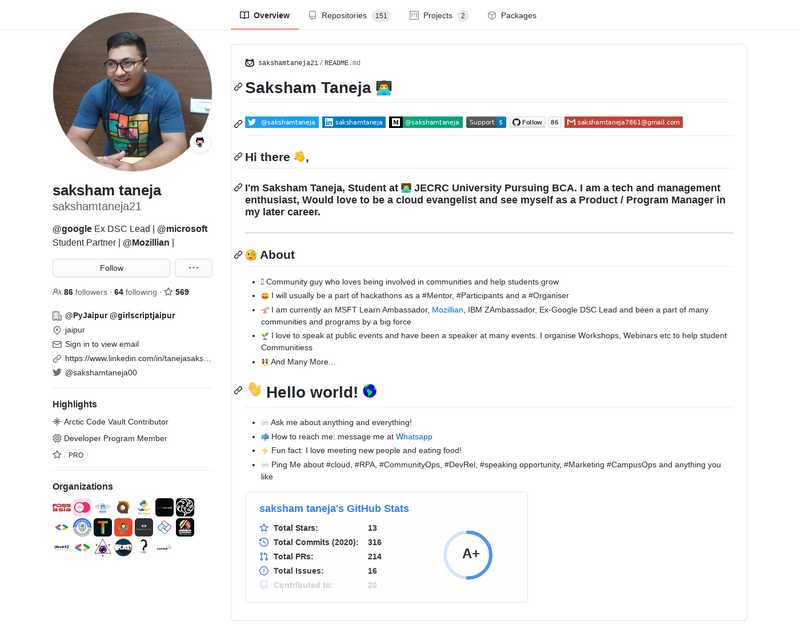 Overview
Repositories 151
Projects 2
Packages
saksham taneja
sakshamtaneja21
@google Ex DSC Lead | @microsoft
Student Partner | @Mozillian |
Follow
...
86 followers · 64 following · 569
@PyJaipur @girlscriptjaipur
jaipur
Sign in to view email
https://www.linkedin.com/in/tanejasaks...
@sakshamtaneja00
Highlights
Arctic Code Vault Contributor
Developer Program Member
PRO
Organizations
FOSS
ASIA
sakshamtaneja21 / README.md
Saksham Taneja
@sakshamtaneja
@sakshamtaneja
@sakshamtaneja
Support $
Follow 86
sakshamtaneja7861@gmail.com
Hi there 👋,
I'm Saksham Taneja, Student at 👨‍💻 JECRC University Pursuing BCA. I am a tech and management
enthusiast, Would love to be a cloud evangelist and see myself as a Product / Program Manager in
my later career.
About
Community guy who loves being involved in communities and help students grow
I will usually be a part of hackathons as a #Mentor, #Participants and a #Organiser
I am currently an MSFT Learn Ambassador, Mozillian, IBM ZAmbassador, Ex-Google DSC Lead and been a part of many
communities and programs by a big force
I love to speak at public events and have been a speaker at many events. I organise Workshops, Webinars etc to help student
Communitiess
And Many More...
Hello world!
Ask me about anything and everything!
How to reach me: message me at Whatsapp
Fun fact: I love meeting new people and eating food!
Ping Me about #cloud, #RPA, #CommunityOps, #DevRel, #speaking opportunity, #Marketing #CampusOps and anything you
like
saksham taneja's GitHub Stats
Total Stars: 13
Total Commits (2020): 316
Total PRs: 214
Total Issues: 16
Contributed to: 20
A+